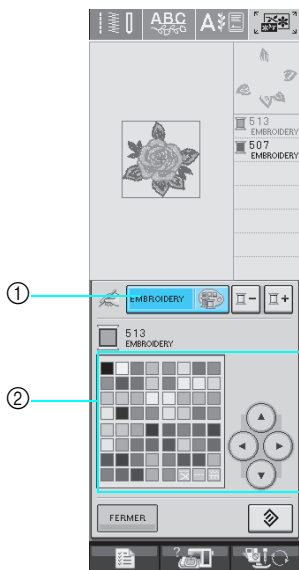 ABC
A
513
EMBROIDERY
507
EMBROIDERY
①
EMBROIDERY
-
+
513
EMBROIDERY
②
FERMER
?